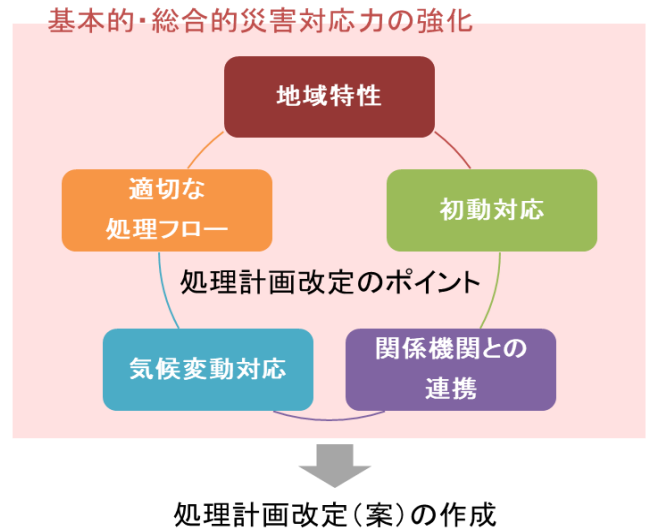 基本的・総合的災害対応力の強化
地域特性
適切な
処理フロー
初動対応
処理計画改定のポイント
気候変動対応
関係機関との
連携
処理計画改定(案)の作成